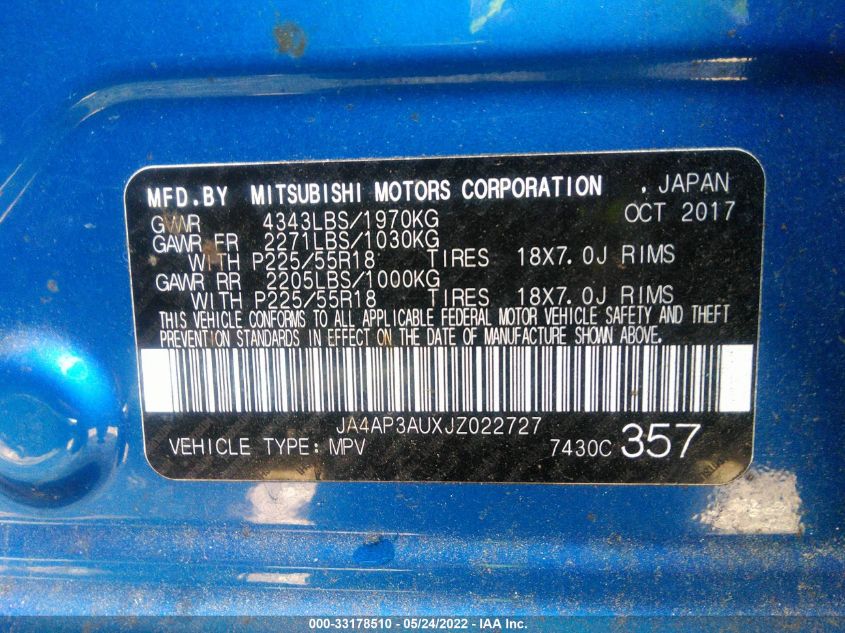 MFD.BY MITSUBISHI MOTORS CORPORATION , JAPAN
GVWR 4343LBS/1970KG OCT 2017
GAWR FR 2271LBS/1030KG
WITH P225/55R18 TIRES 18X7.0J RIMS
GAWR RR 2205LBS/1000KG
WITH P225/55R18 TIRES 18X7.0J RIMS
THIS VEHICLE CONFORMS TO ALL APPLICABLE FEDERAL MOTOR VEHICLE SAFETY AND THEFT
PREVENTION STANDARDS IN EFFECT ON THE DATE OF MANUFACTURE SHOWN ABOVE.
JA4AP3AUXJZ022727
VEHICLE TYPE: MPV 7430C 357
000-33178510 - 05/24/2022 - IAA Inc.